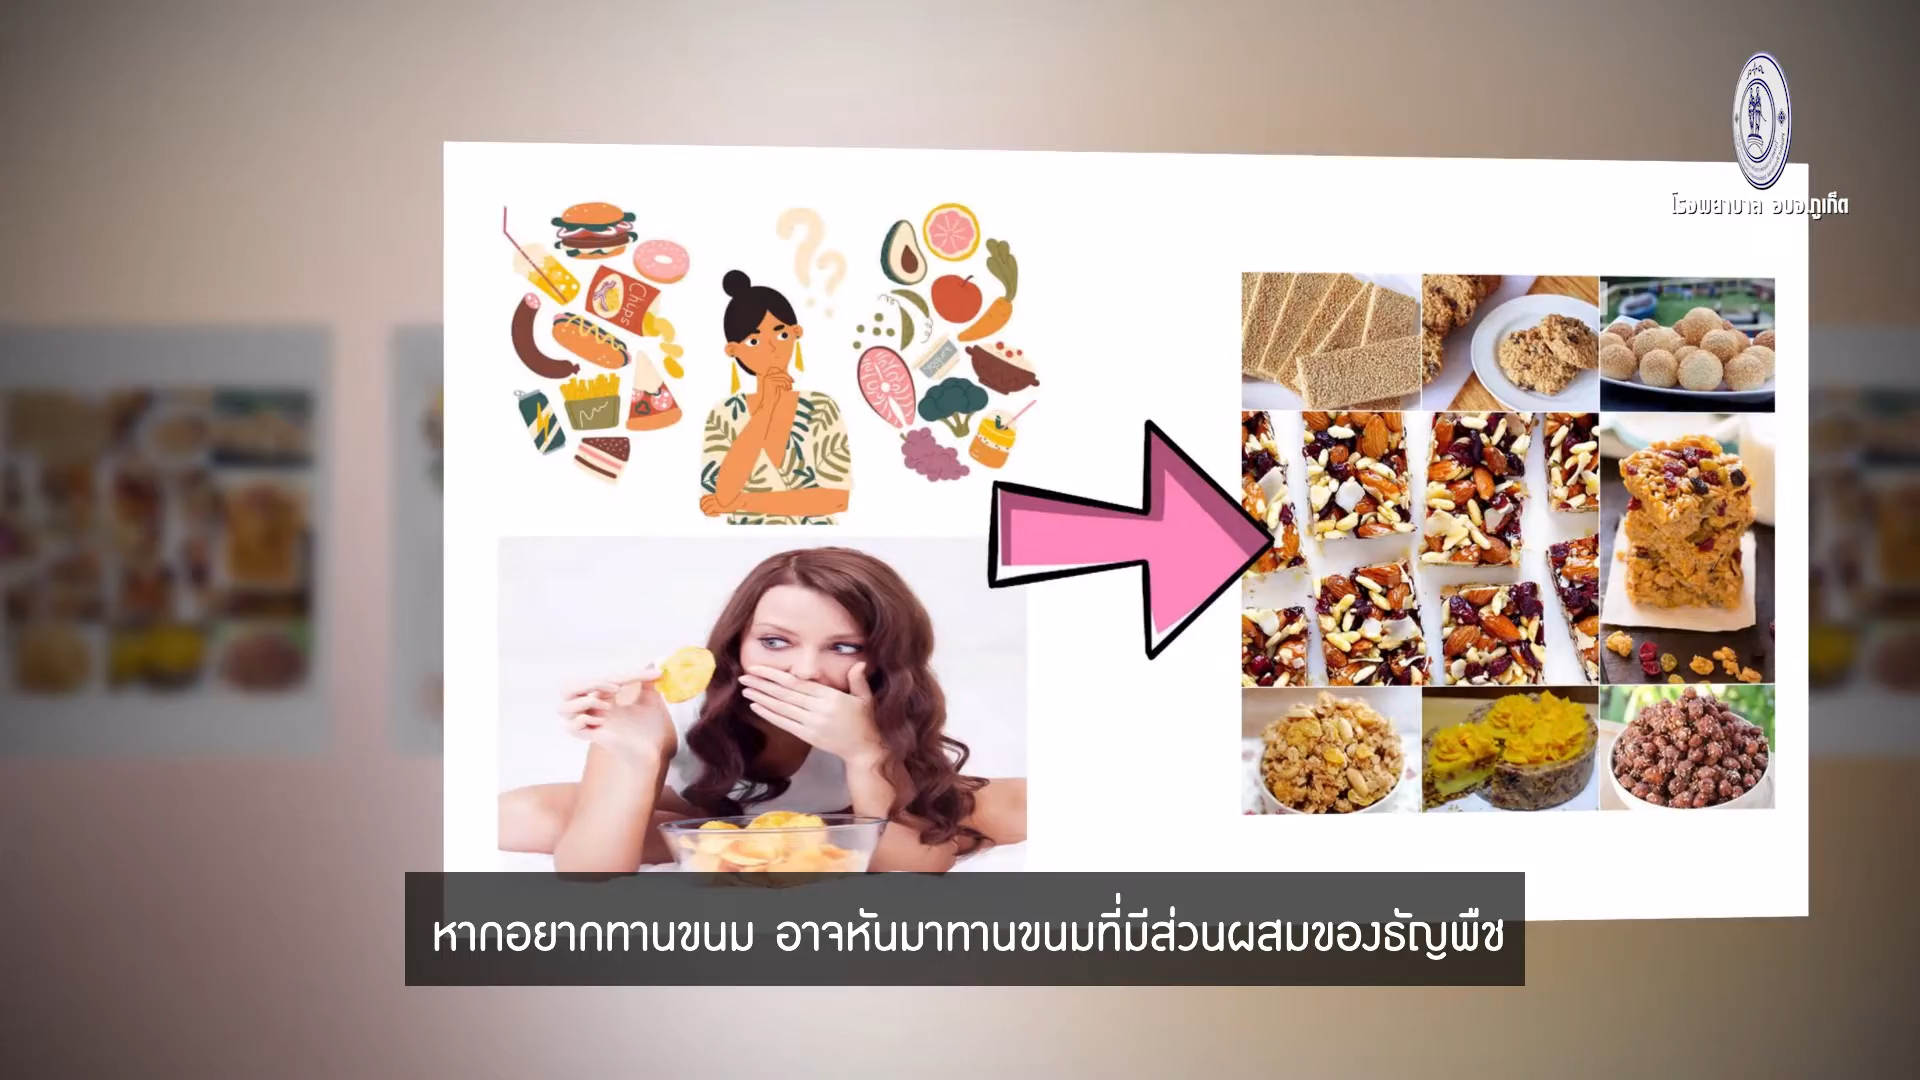 โรงพยาบาล อบจ.ภูเก็ต
Chips
หากอยากทานขนม อาจหันมาทานขนมที่มีส่วนผสมของธัญพืช